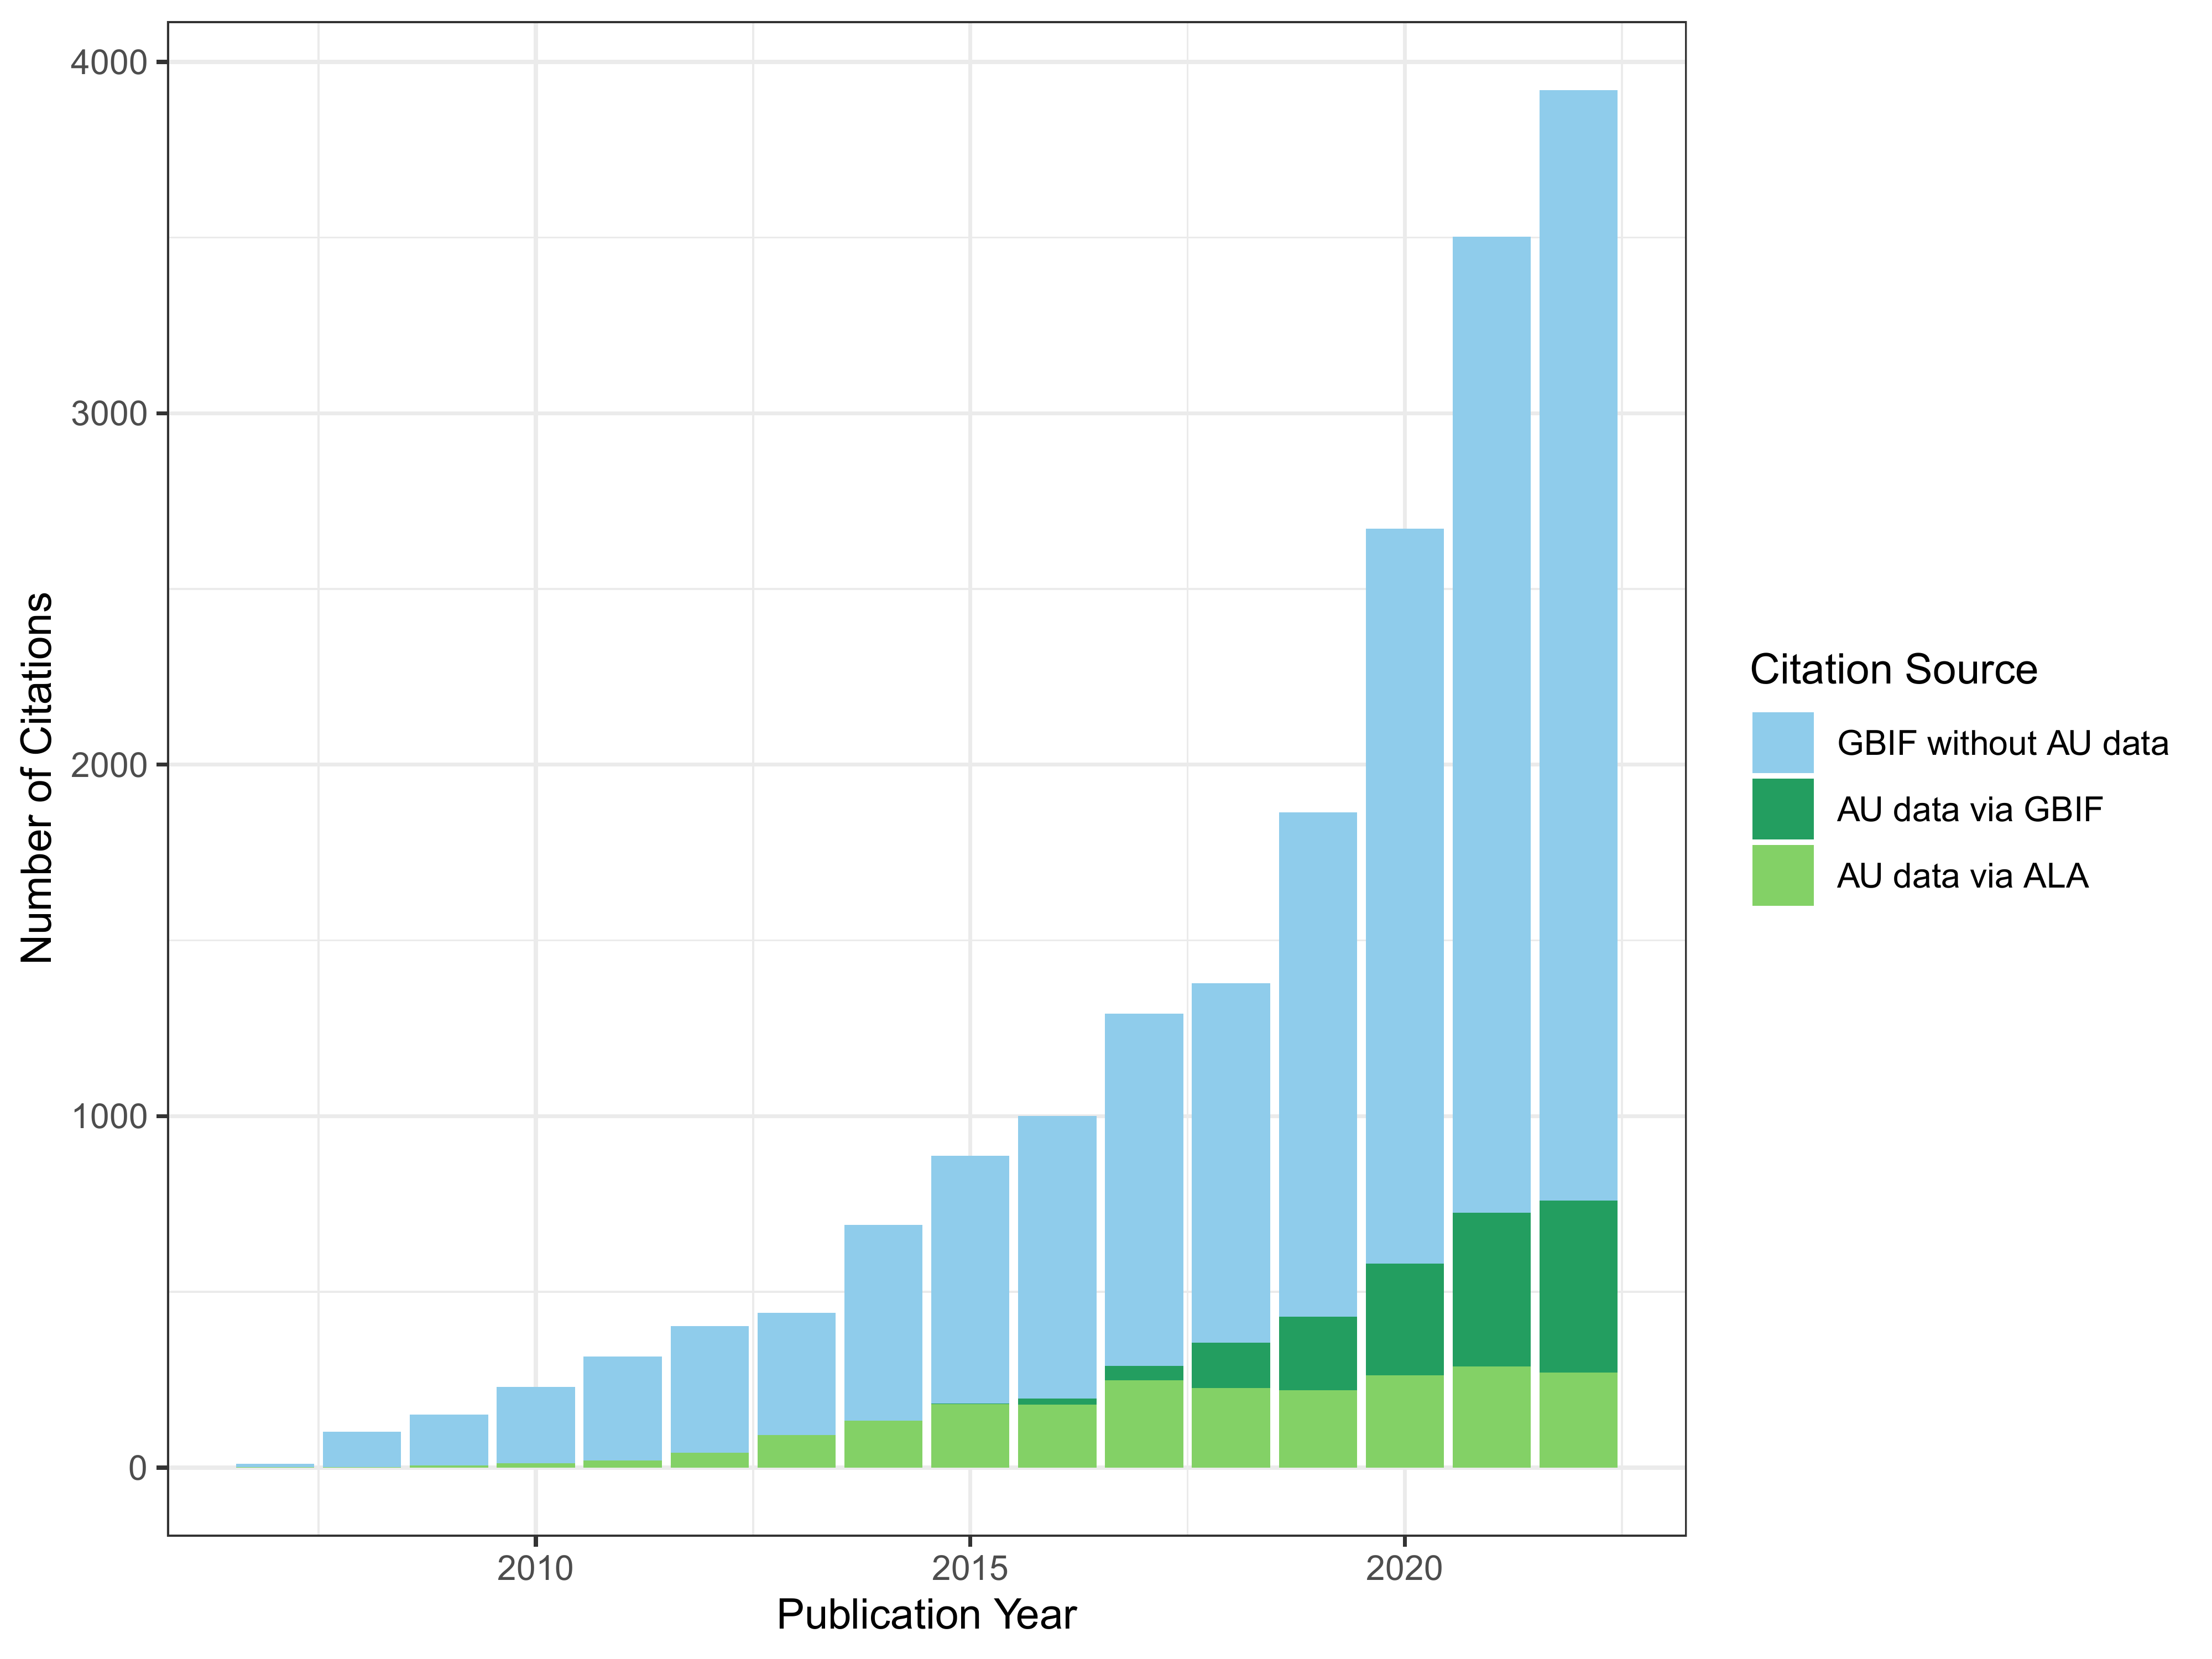 4000
3000
2000
1000
0
Number of Citations
2010 2015 2020
Publication Year
Citation Source
GBIF without AU data
AU data via GBIF
AU data via ALA